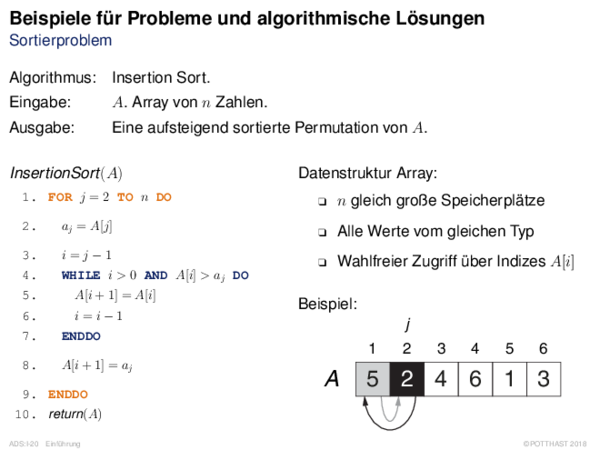 Beispiele für Probleme und algorithmische Lösungen
Sortierproblem
Algorithmus: Insertion Sort.
Eingabe: A. Array von n Zahlen.
Ausgabe: Eine aufsteigend sortierte Permutation von A.
InsertionSort(A)
1. FOR j = 2 TO n DO
2. a_j = A[j]
3. i = j − 1
4. WHILE i > 0 AND A[i] > a_j DO
5. A[i + 1] = A[i]
6. i = i − 1
7. ENDDO
8. A[i + 1] = a_j
9. ENDDO
10. return(A)
Datenstruktur Array:
❑ n gleich große Speicherplätze
❑ Alle Werte vom gleichen Typ
❑ Wahlfreier Zugriff über Indizes A[i]
Beispiel:
j
1 2 3 4 5 6
A 5 2 4 6 1 3
ADS:I-20 Einführung
© POTTHAST 2018